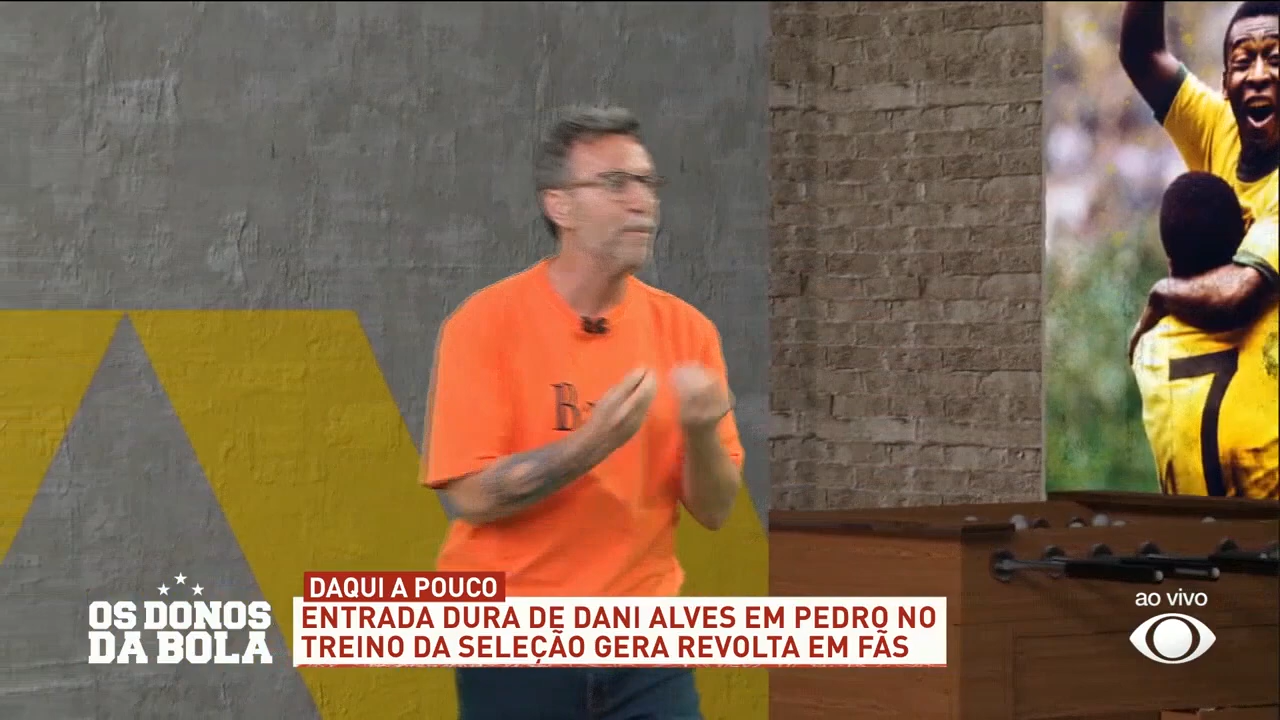 7
DAQUI A POUCO
ENTRADA DURA DE DANI ALVES EM PEDRO NO
TREINO DA SELEÇÃO GERA REVOLTA EM FÃS
OS DONOS
DA BOLA
ao vivo